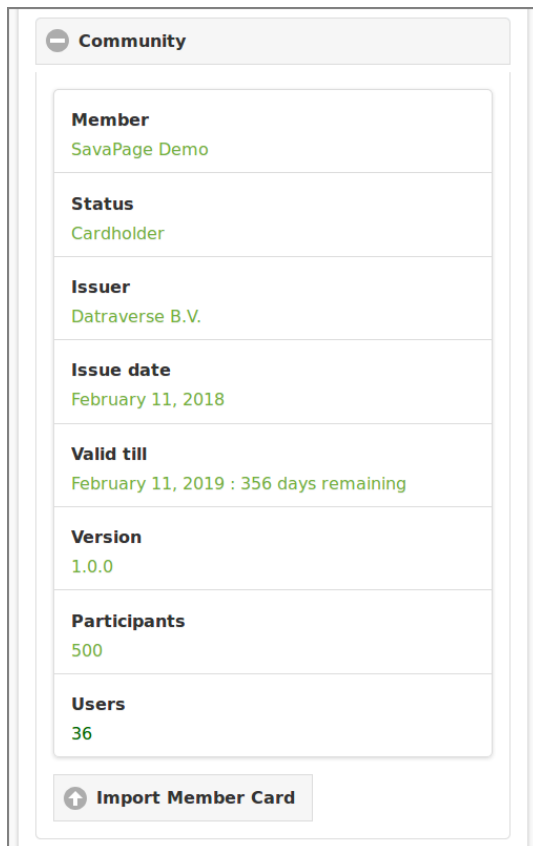 Community
Member
SavaPage Demo
Status
Cardholder
Issuer
Datraverse B.V.
Issue date
February 11, 2018
Valid till
February 11, 2019 : 356 days remaining
Version
1.0.0
Participants
500
Users
36
Import Member Card